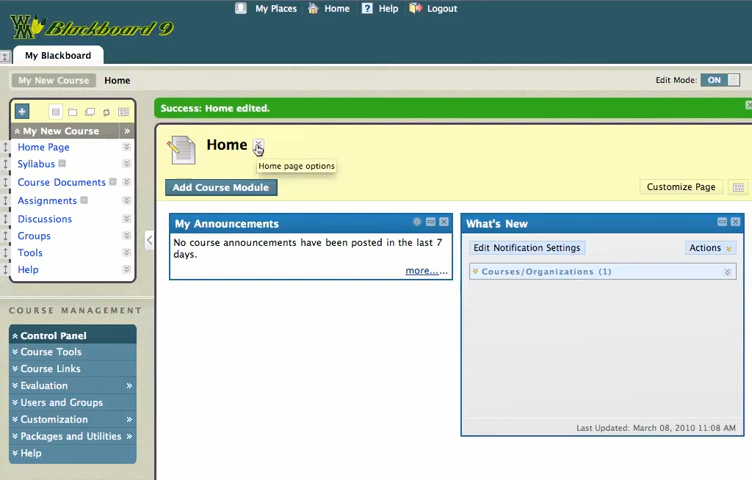 My Places Home ? Help Logout
WM Blackboard 9
My Blackboard
My New Course Home Edit Mode: ON
Success: Home edited.
My New Course
Home Page
Syllabus
Course Documents
Assignments
Discussions
Groups
Tools
Help
Home
Home page options
Add Course Module
Customize Page
My Announcements
No course announcements have been posted in the last 7
days.
more......
What's New
Edit Notification Settings
Actions
Courses/Organizations (1)
Last Updated: March 08, 2010 11:08 AM
COURSE MANAGEMENT
Control Panel
Course Tools
Course Links
Evaluation
Users and Groups
Customization
Packages and Utilities
Help